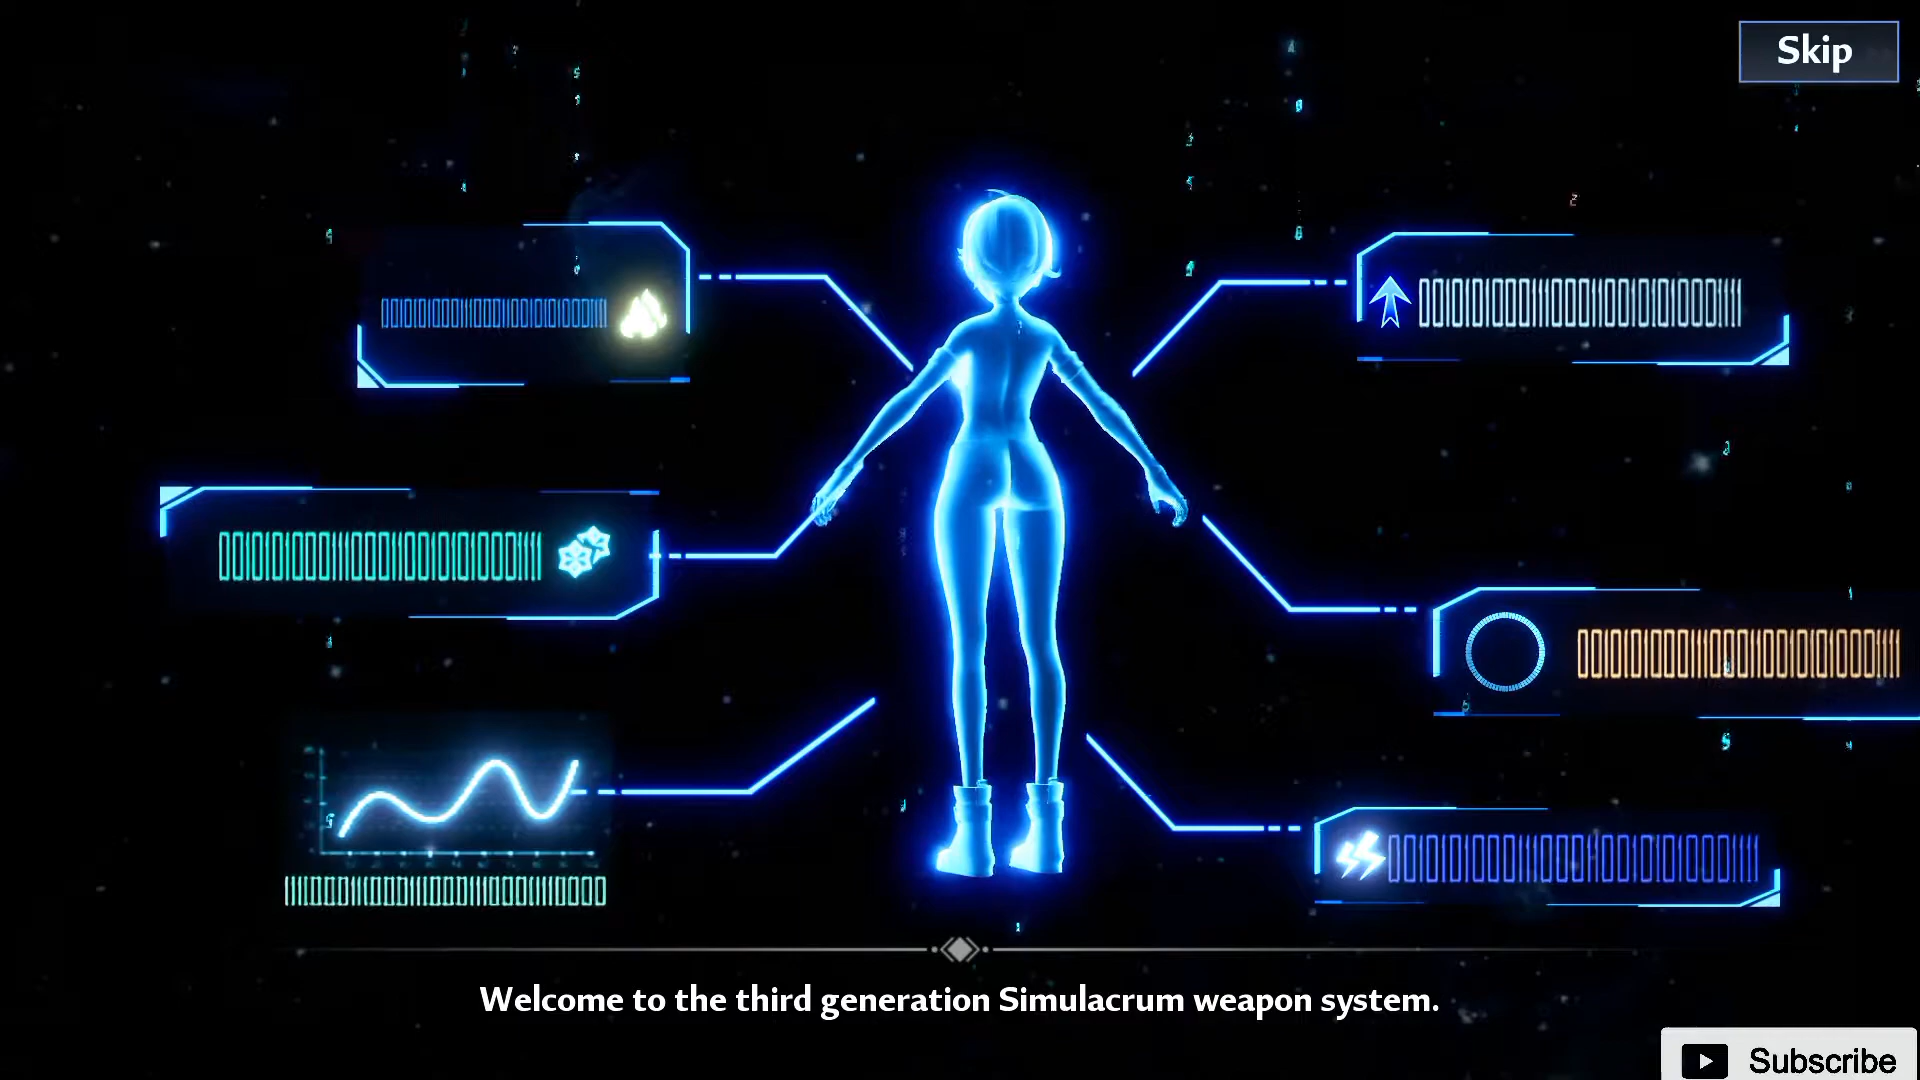 Skip
Welcome to the third generation Simulacrum weapon system.
Subscribe